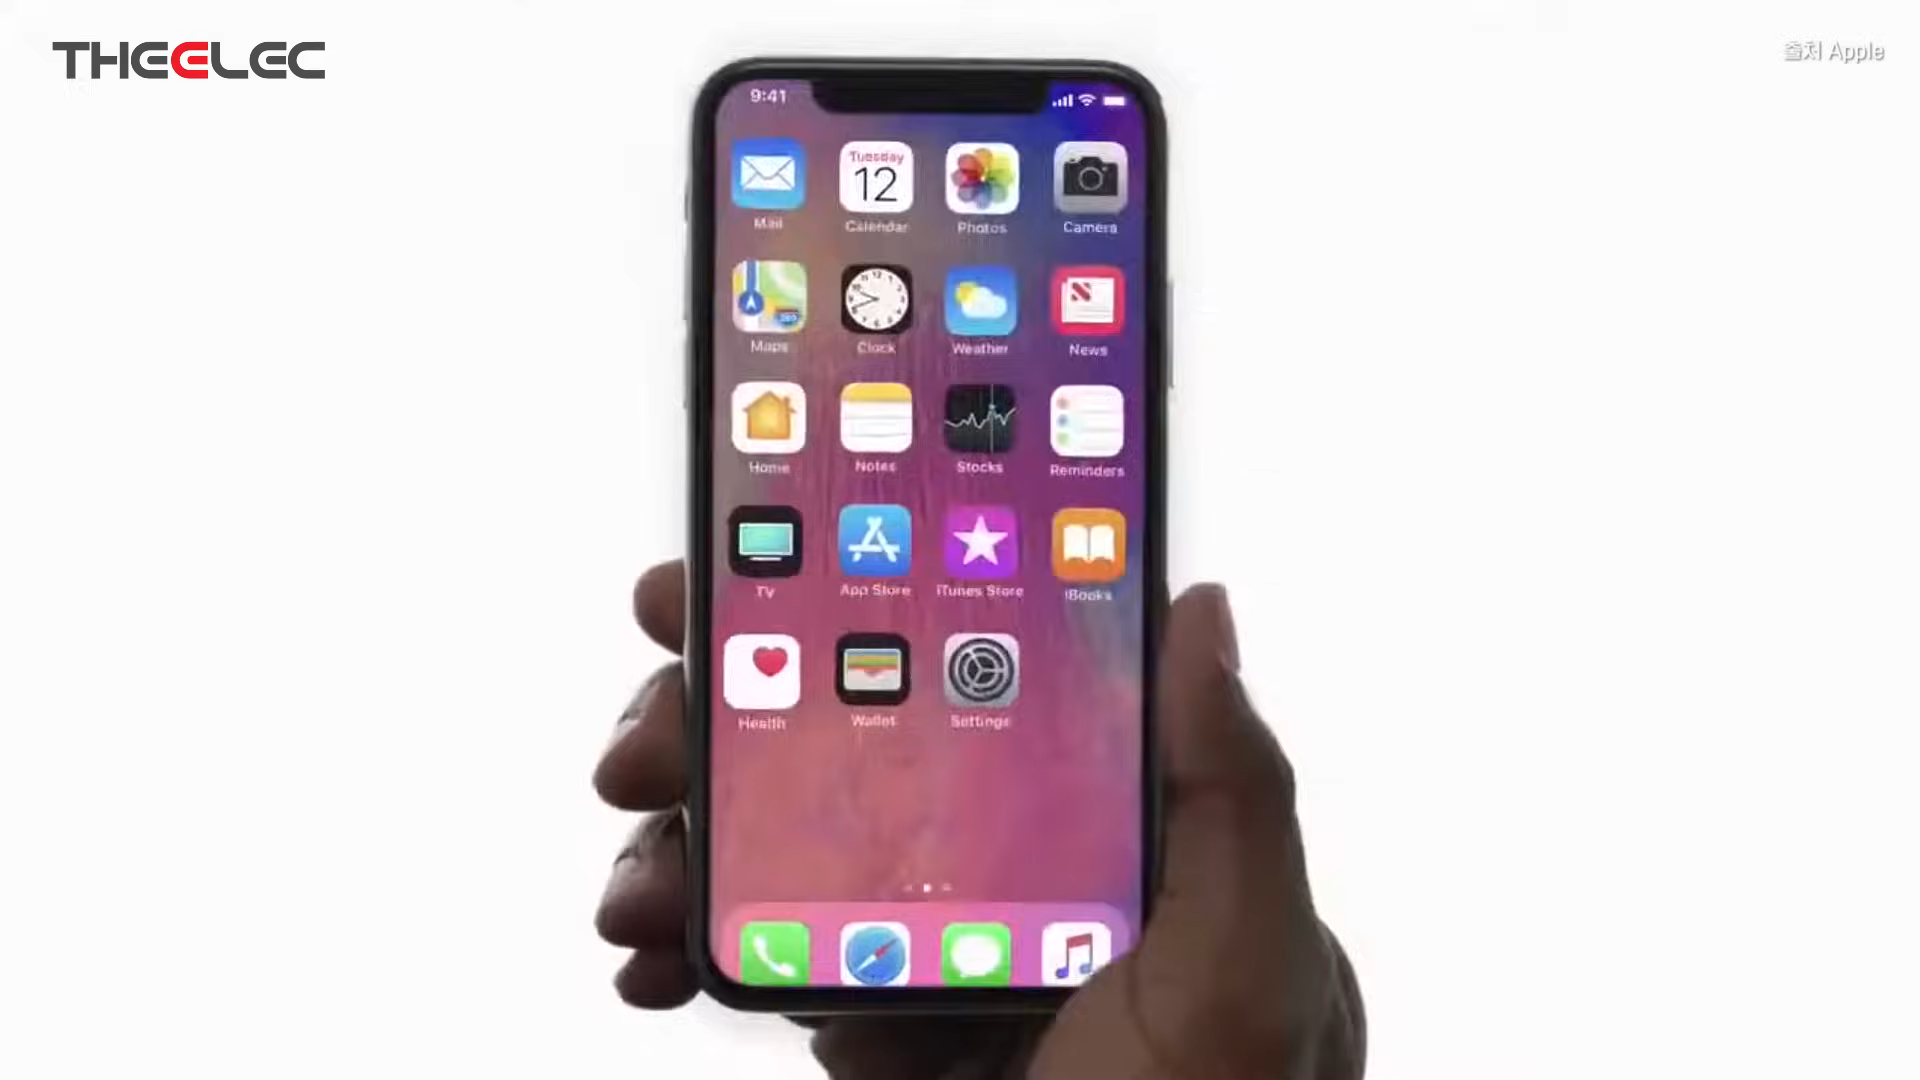 THEELEC
출처 Apple
9:41
Tuesday
12
Mail
Calendar
Photos
Camera
280
Maps
Clock
Weather
News
Home
Notes
Stocks
Reminders
TV
App Store
iTunes Store
iBooks
Health
Wallet
Settings